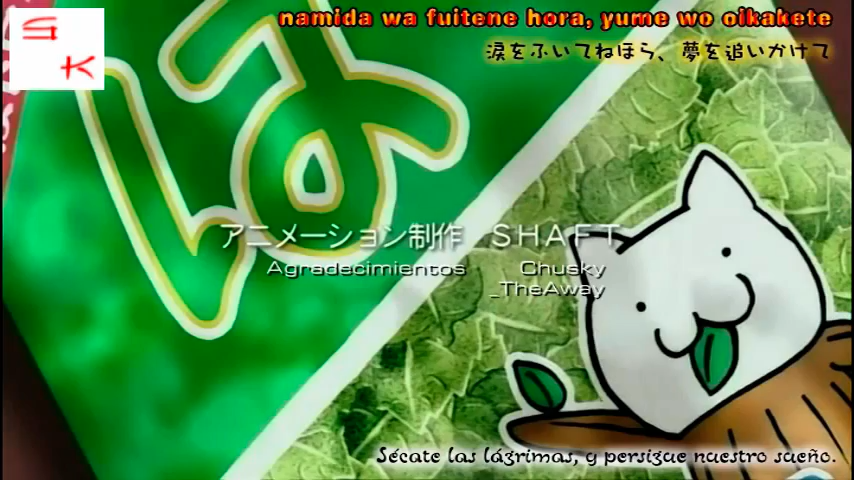 namida wa fuitene hora, yume wo oikakete
涙をふいてねほら、夢を追いかけて
は
アニメーション制作 SHAFT
Agradecimientos Chusky
_TheAway
Sécate las lágrimas, y persigue nuestro sueño.